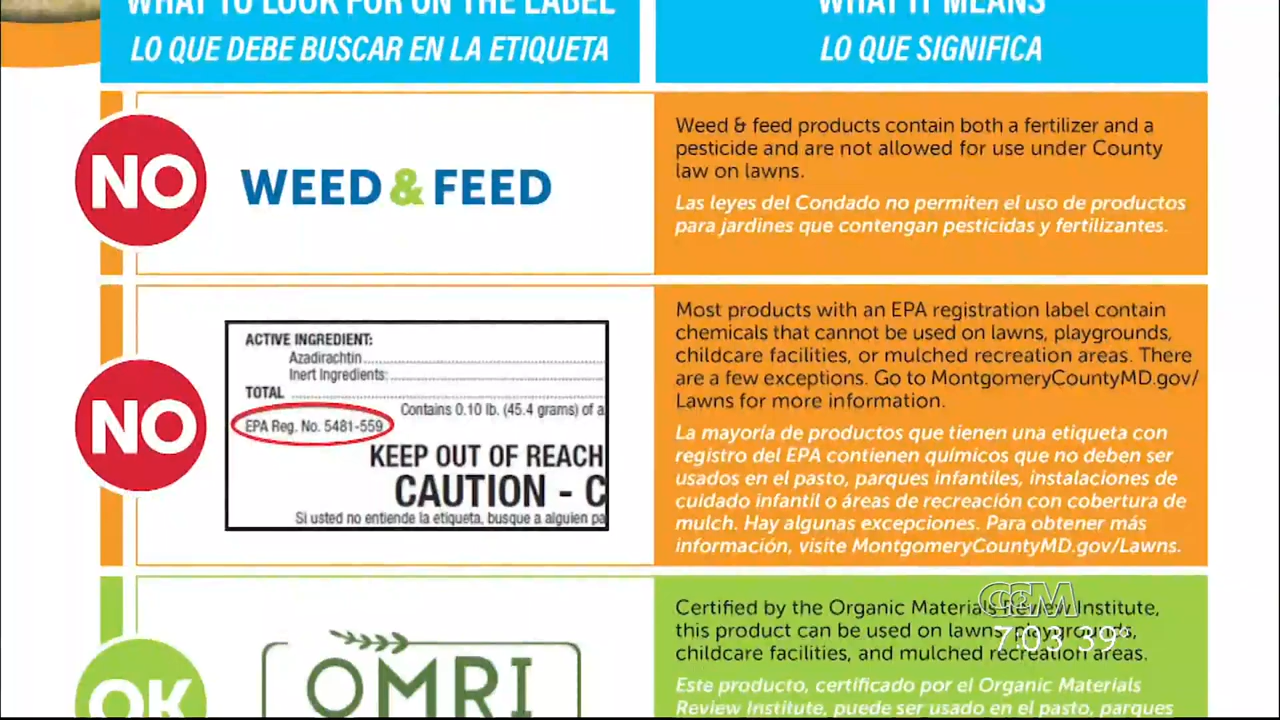 WHAT TO LOOK FOR ON THE LABEL
LO QUE DEBE BUSCAR EN LA ETIQUETA
WHAT IT MEANS
LO QUE SIGNIFICA
NO
WEED & FEED
Weed & feed products contain both a fertilizer and a
pesticide and are not allowed for use under County
law on lawns.
Las leyes del Condado no permiten el uso de productos
para jardines que contengan pesticidas y fertilizantes.
NO
ACTIVE INGREDIENT:
Azadirachtin
Inert Ingredients:
TOTAL
Contains 0.10 lb. (45.4 grams) of a
EPA Reg. No. 5481-559
KEEP OUT OF REACH
CAUTION - C
Si usted no entiende la etiqueta, busque a alguien pa
Most products with an EPA registration label contain
chemicals that cannot be used on lawns, playgrounds,
childcare facilities, or mulched recreation areas. There
are a few exceptions. Go to MontgomeryCountyMD.gov/
Lawns for more information.
La mayoría de productos que tienen una etiqueta con
registro del EPA contienen químicos que no deben ser
usados en el pasto, parques infantiles, instalaciones de
cuidado infantil o áreas de recreación con cobertura de
mulch. Hay algunas excepciones. Para obtener más
información, visite MontgomeryCountyMD.gov/Lawns.
OK
OMRI
Certified by the Organic Materials Review Institute,
this product can be used on lawns, playgrounds,
childcare facilities, and mulched recreation areas.
Este producto, certificado por el Organic Materials
Review Institute, puede ser usado en el pasto, parques
7:03 39°